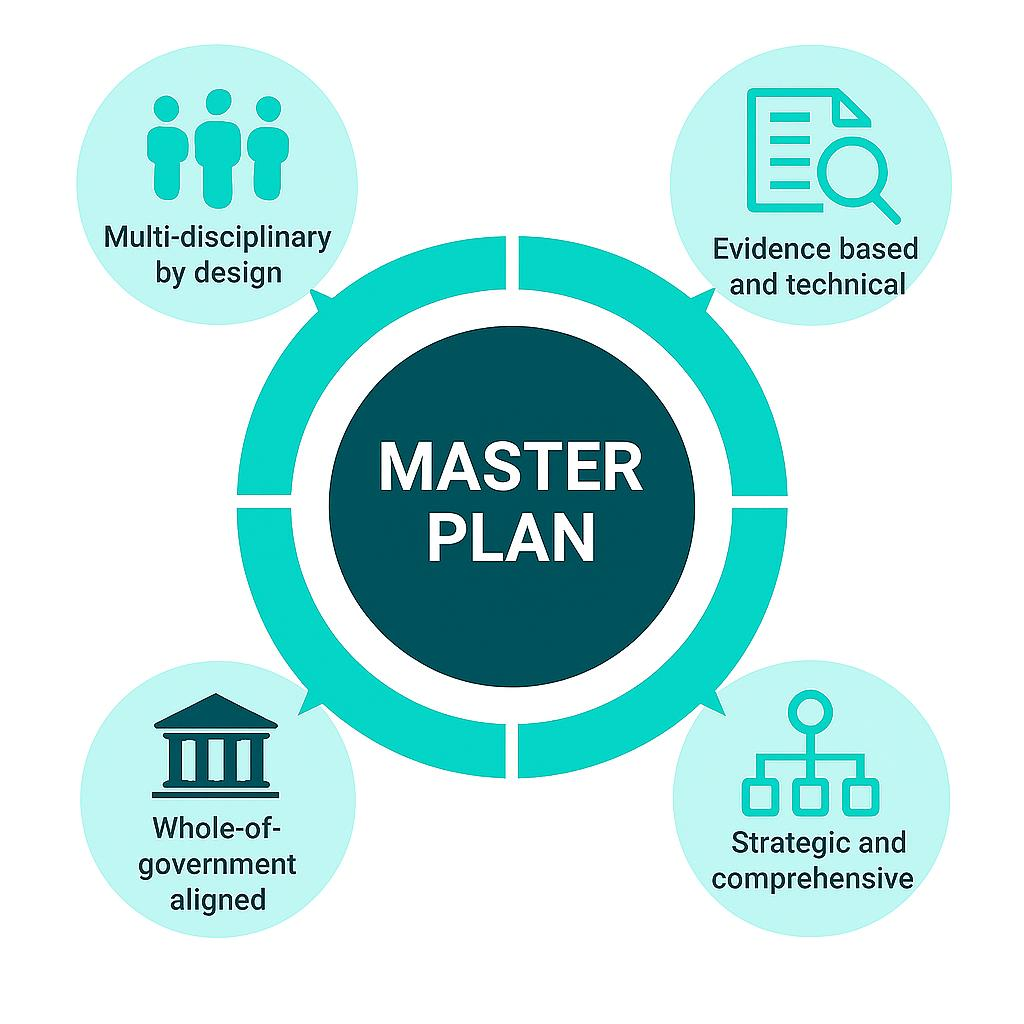 Multi-disciplinary
by design
Evidence based
and technical
MASTER
PLAN
Whole-of-
government
aligned
Strategic and
comprehensive